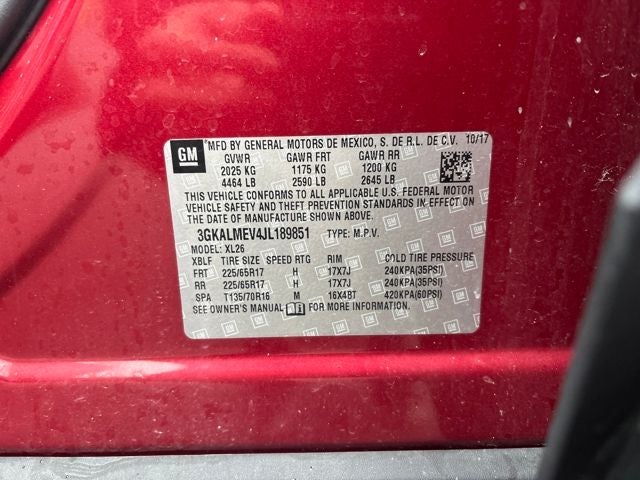 GM *MFD BY GENERAL MOTORS DE MEXICO, S. DE R.L. DE C.V. 10/17
GVWR GAWR FRT GAWR RR
2025 KG 1175 KG 1200 KG
4464 LB 2590 LB 2645 LB
THIS VEHICLE CONFORMS TO ALL APPLICABLE U.S. FEDERAL MOTOR
VEHICLE SAFETY AND THEFT PREVENTION STANDARDS IN EFFECT ON
THE DATE OF MANUFACTURE SHOWN ABOVE.
3GKALMEV4JL189851 TYPE: M.P.V.
MODEL: XL26
XBLF TIRE SIZE SPEED RTG RIM COLD TIRE PRESSURE
FRT 225/65R17 H 17X7J 240KPA(35PSI)
RR 225/65R17 H 17X7J 240KPA(35PSI)
SPA T135/70R16 M 16X4BT 420KPA(60PSI)
SEE OWNER'S MANUAL FOR MORE INFORMATION.